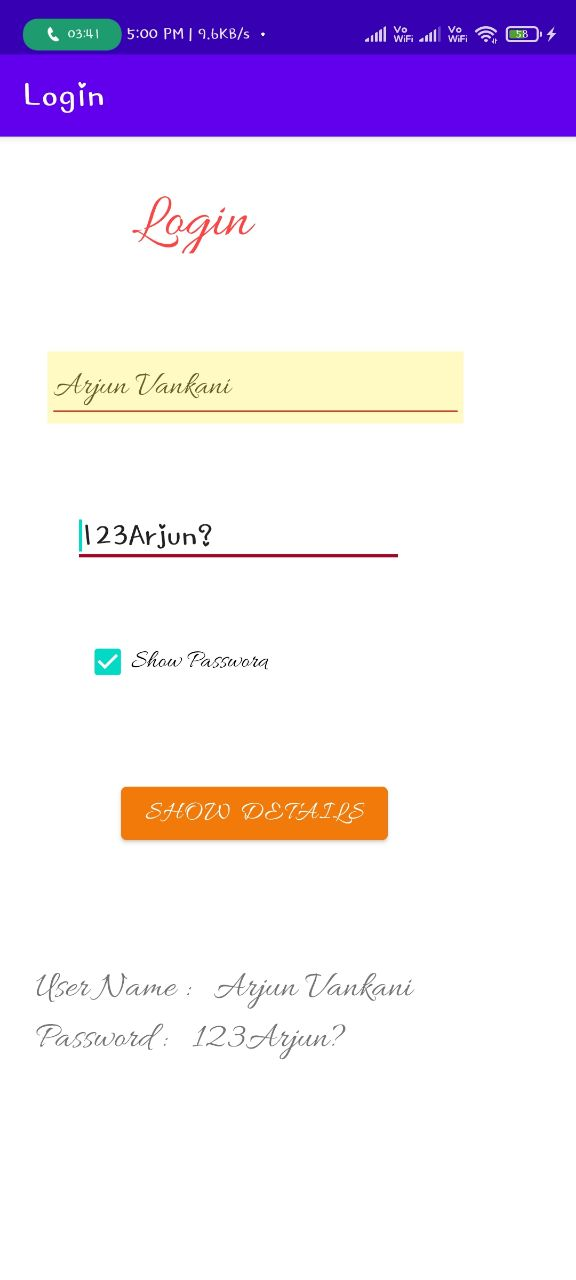 03:41 5:00 PM | 9.6KB/s • Vo WiFi Vo WiFi 58
Login
Login
Arjun Vankani
123Arjun?
Show Password
SHOW DETAILS
User Name : Arjun Vankani
Password : 123Arjun?